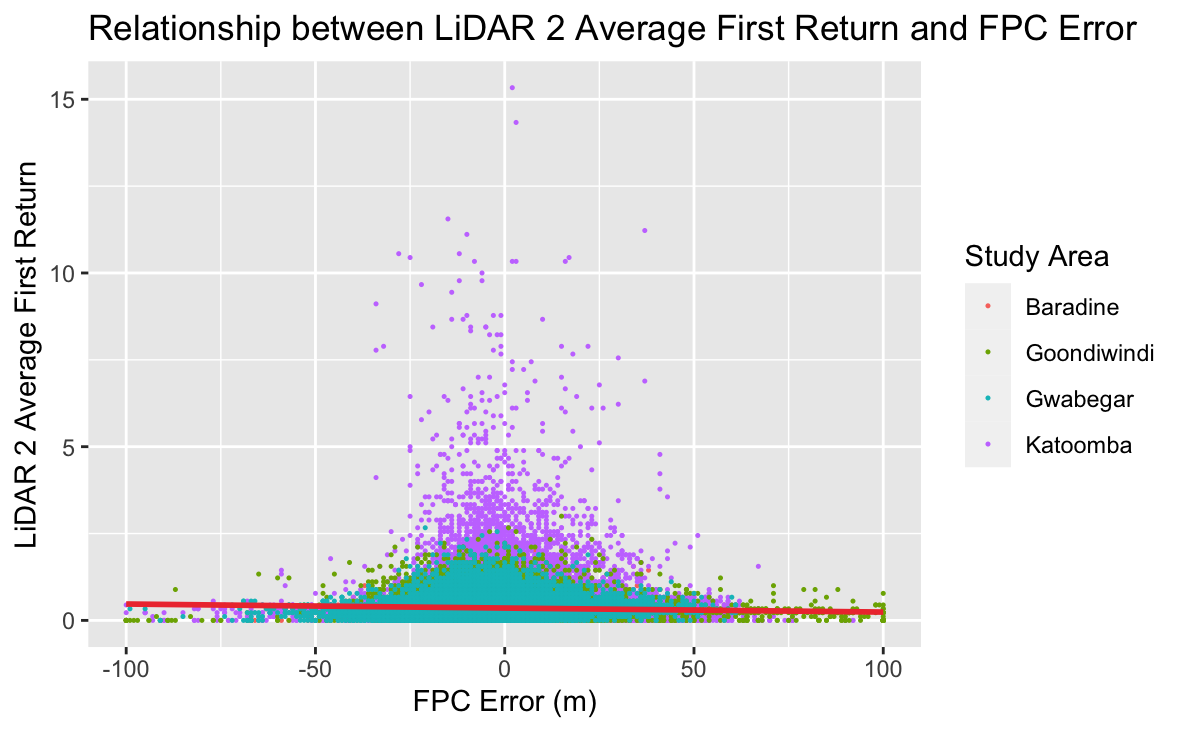 Relationship between LiDAR 2 Average First Return and FPC Error
LiDAR 2 Average First Return
15
10
5
0
-100
-50
0
50
100
FPC Error (m)
Study Area
Baradine
Goondiwindi
Gwabegar
Katoomba